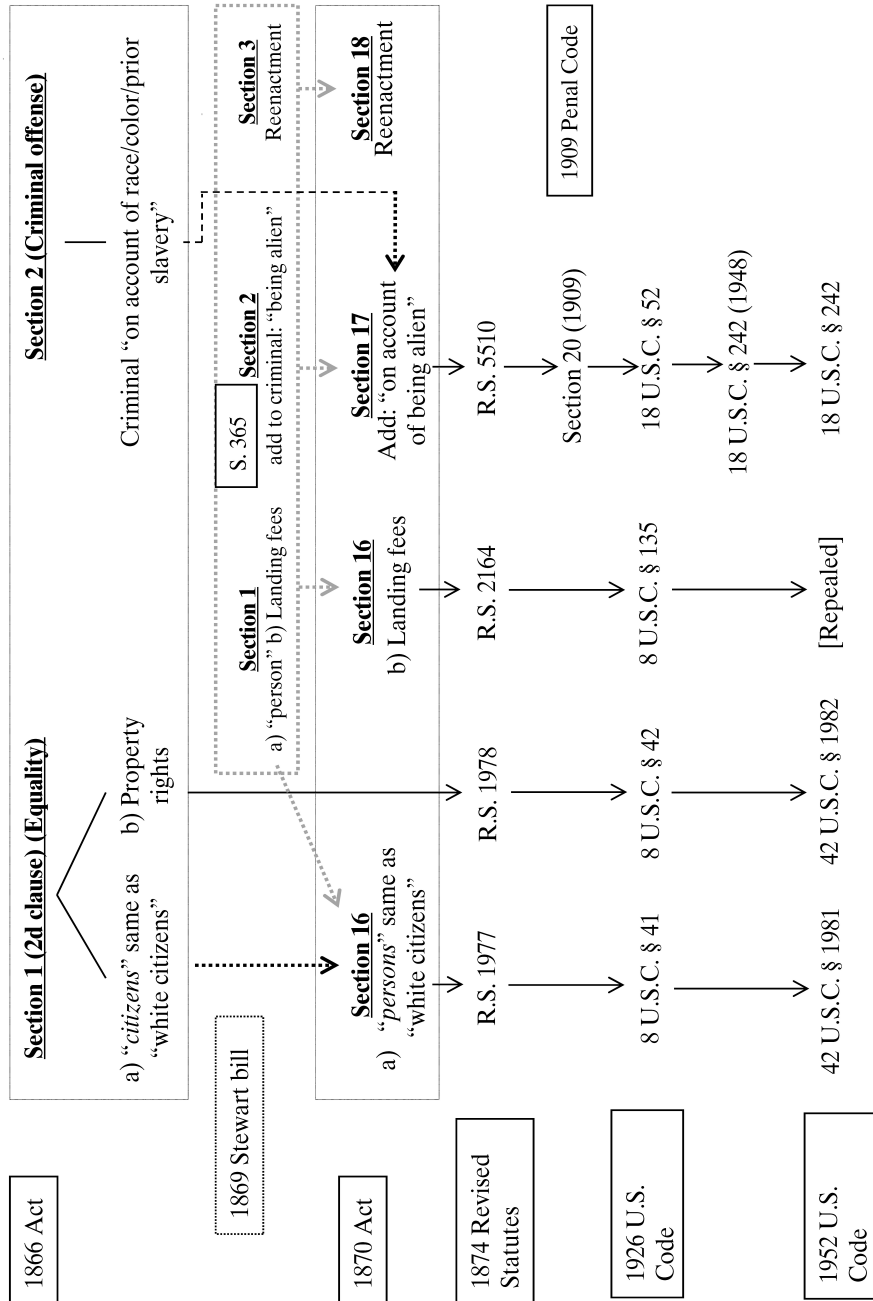 1866 Act
Section 1 (2d clause) (Equality)
Section 2 (Criminal offense)
a) “citizens” same as
“white citizens”
b) Property
rights
Criminal “on account of race/color/prior
slavery”
1869 Stewart bill
S. 365
Section 1
a) “person” b) Landing fees
Section 2
add to criminal: “being alien”
Section 3
Reenactment
1870 Act
Section 16
a) “persons” same as
“white citizens”
Section 16
b) Landing fees
Section 17
Add: “on account
of being alien”
Section 18
Reenactment
1874 Revised
Statutes
R.S. 1977
R.S. 1978
R.S. 2164
R.S. 5510
Section 20 (1909)
1909 Penal Code
1926 U.S.
Code
8 U.S.C. § 41
8 U.S.C. § 42
8 U.S.C. § 135
18 U.S.C. § 52
18 U.S.C. § 242 (1948)
1952 U.S.
Code
42 U.S.C. § 1981
42 U.S.C. § 1982
[Repealed]
18 U.S.C. § 242